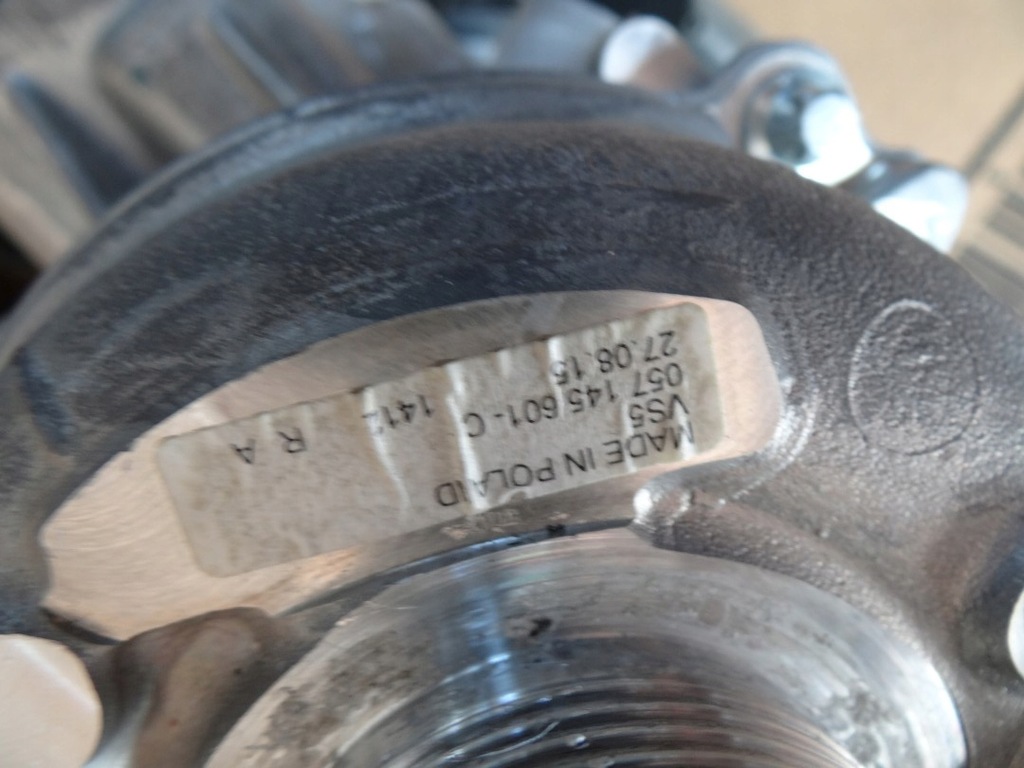 MADE IN POLAND
VS5
057 145 601-C
27.08.15 1412 R A